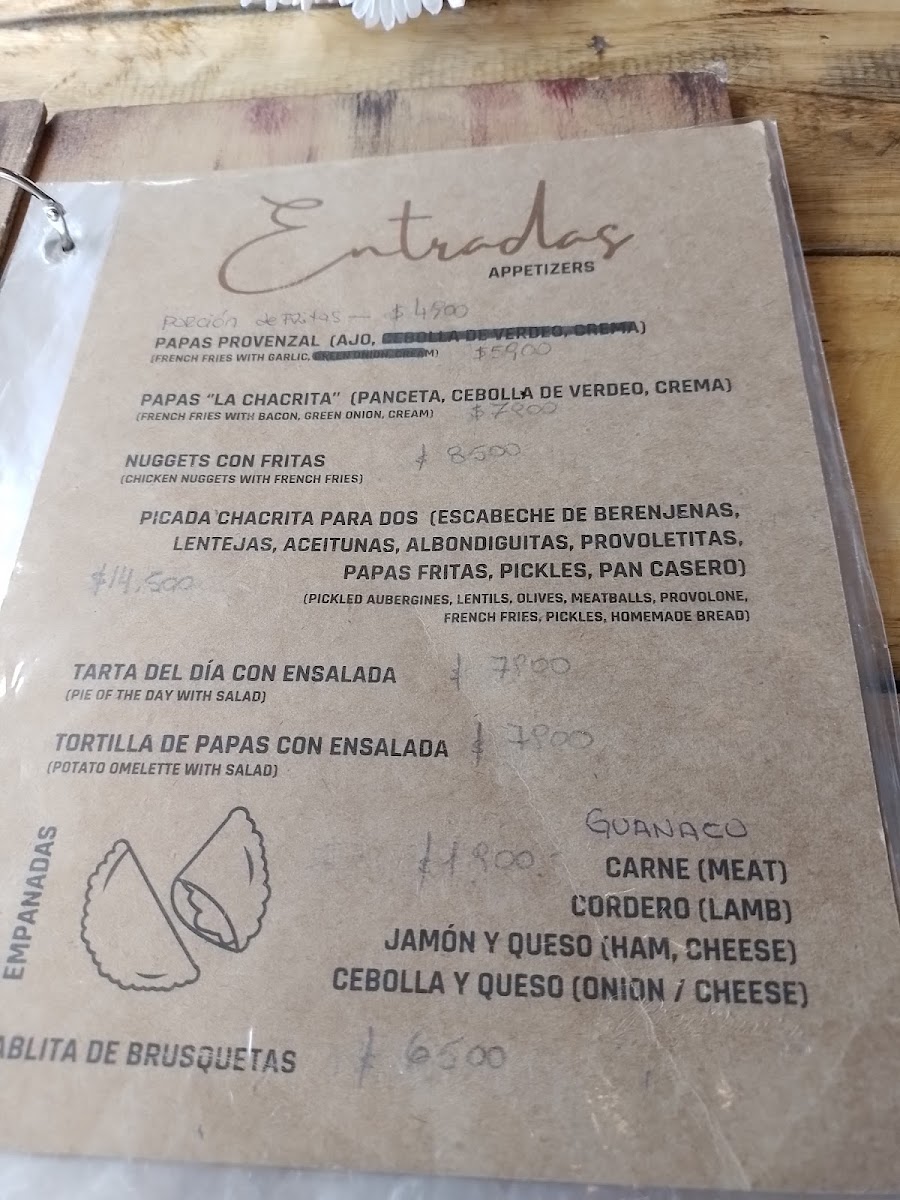 Entradas
APPETIZERS
Porción de Fritas — $ 4900
PAPAS PROVENZAL (AJO, CEBOLLA DE VERDEO, CREMA)
(FRENCH FRIES WITH GARLIC, GREEN ONION, CREAM) $5900
PAPAS "LA CHACRITA" (PANCETA, CEBOLLA DE VERDEO, CREMA)
(FRENCH FRIES WITH BACON, GREEN ONION, CREAM) $7900
NUGGETS CON FRITAS $ 8500
(CHICKEN NUGGETS WITH FRENCH FRIES)
PICADA CHACRITA PARA DOS (ESCABECHE DE BERENJENAS,
LENTEJAS, ACEITUNAS, ALBONDIGUITAS, PROVOLETITAS,
$14,500 PAPAS FRITAS, PICKLES, PAN CASERO)
(PICKLED AUBERGINES, LENTILS, OLIVES, MEATBALLS, PROVOLONE,
FRENCH FRIES, PICKLES, HOMEMADE BREAD)
TARTA DEL DÍA CON ENSALADA $ 7900
(PIE OF THE DAY WITH SALAD)
TORTILLA DE PAPAS CON ENSALADA $ 7900
(POTATO OMELETTE WITH SALAD)
EMPANADAS
GUANACO
$1900 CARNE (MEAT)
CORDERO (LAMB)
JAMÓN Y QUESO (HAM, CHEESE)
CEBOLLA Y QUESO (ONION / CHEESE)
ABLITA DE BRUSQUETAS $ 6500